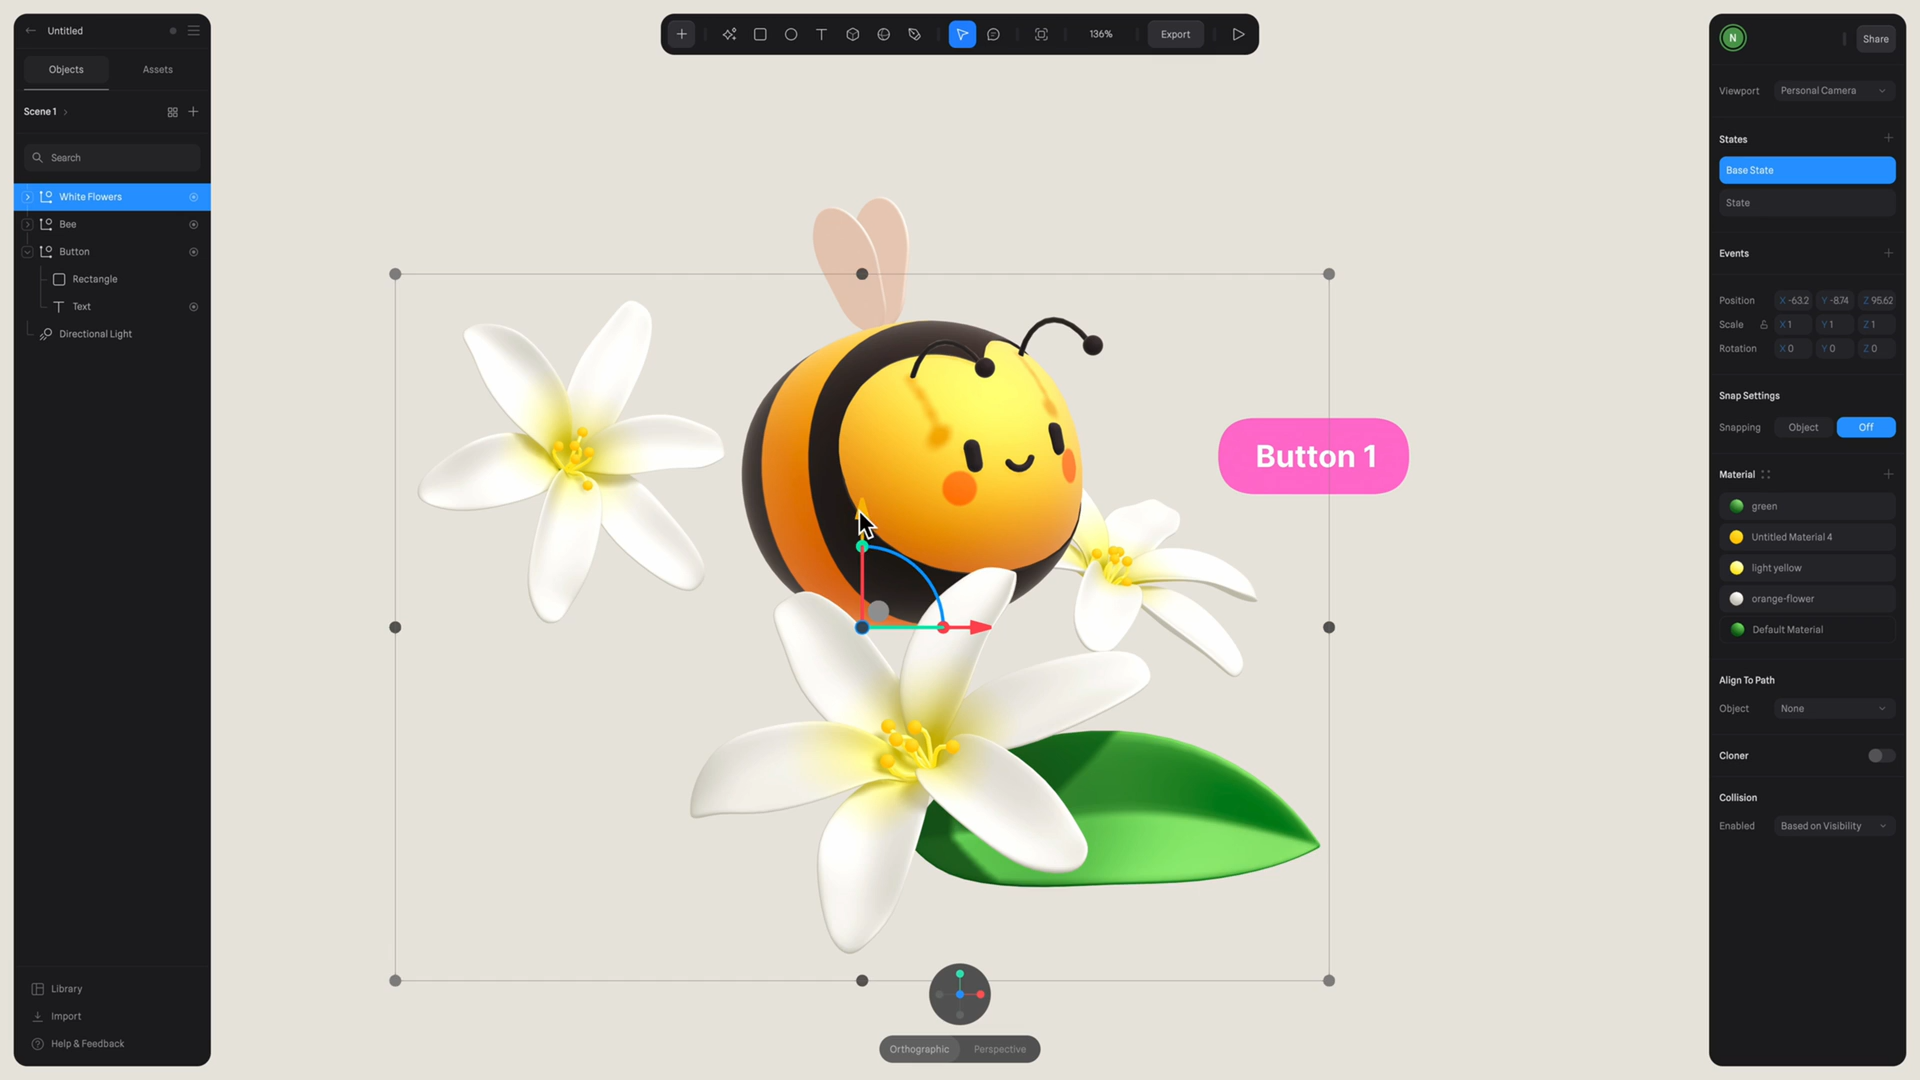 Untitled
Objects
Assets
Scene 1
Search
White Flowers
Bee
Button
Rectangle
Text
Directional Light
Library
Import
Help & Feedback
136%
Export
Button 1
Orthographic
Perspective
N
Share
Viewport
Personal Camera
States
Base State
State
Events
Position
X -63.2
Y -8.74
Z 95.62
Scale
X 1
Y 1
Z 1
Rotation
X 0
Y 0
Z 0
Snap Settings
Snapping
Object
Off
Material
green
Untitled Material 4
light yellow
orange-flower
Default Material
Align To Path
Object
None
Cloner
Collision
Enabled
Based on Visibility